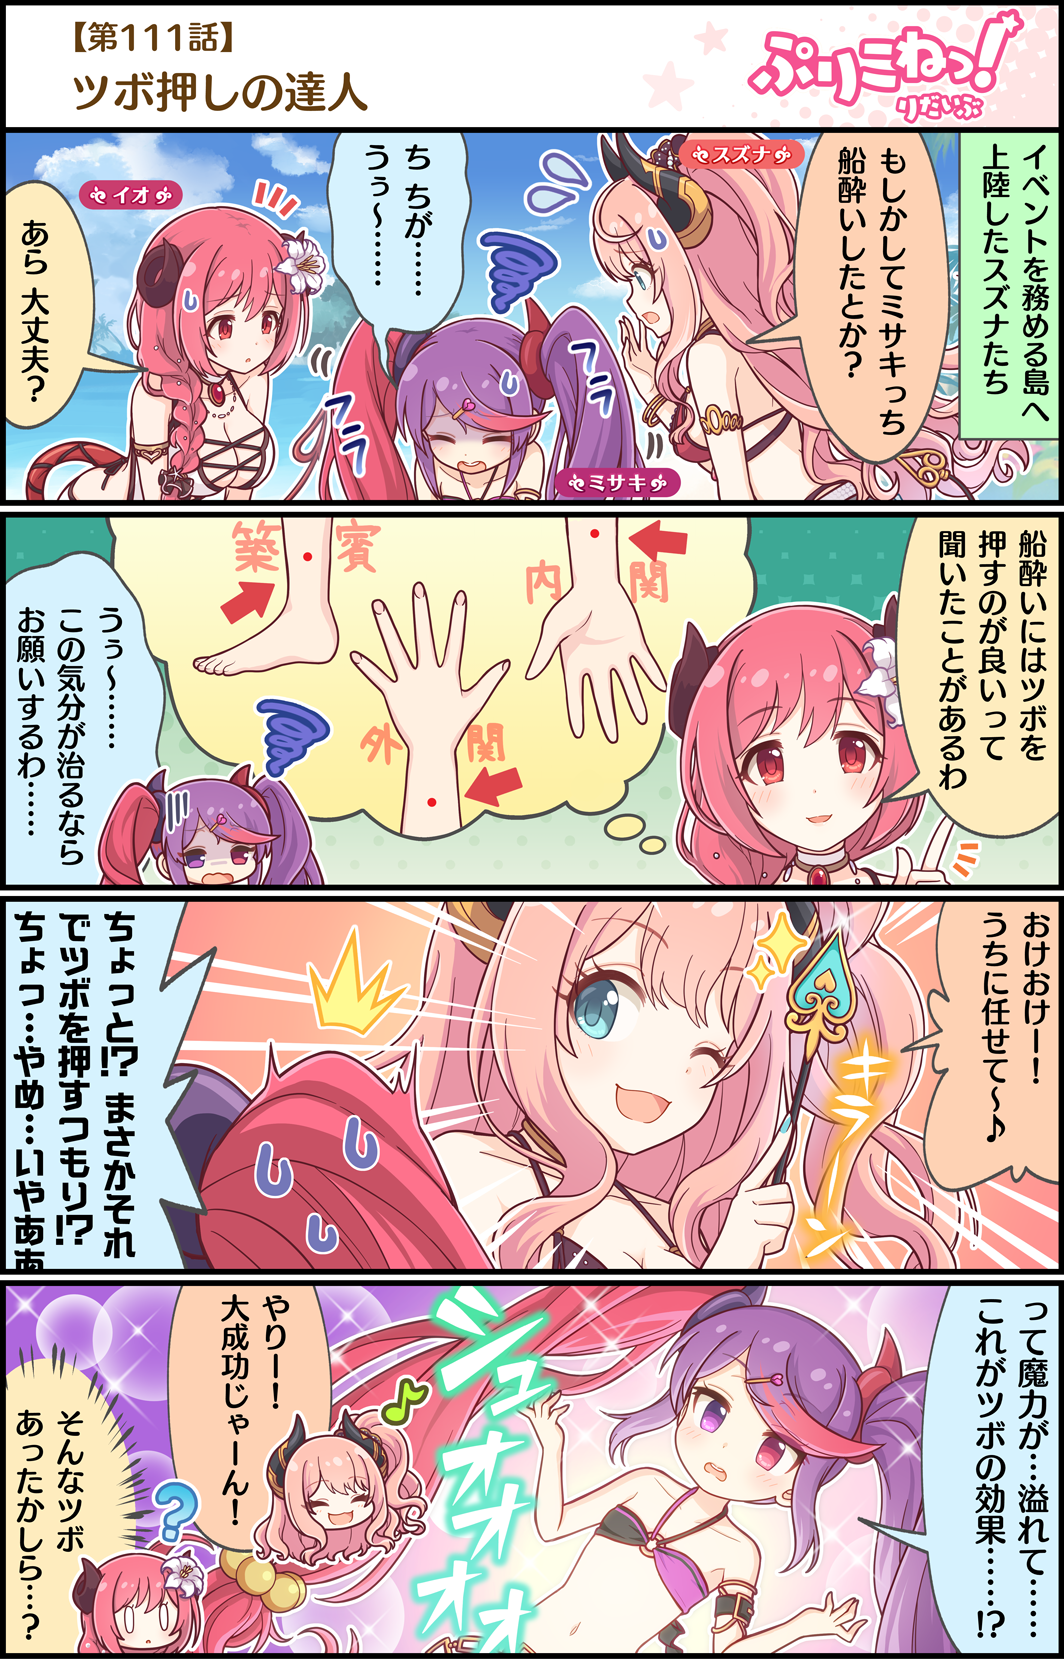 【第111話】
ツボ押しの達人
ぷりこねっ!
りだいぶ
イベントを務める島へ
上陸したスズナたち
スズナ
もしかしてミサキっち
船酔いしたとか?
ち ちが……
うぅ〜……
フラ
フラ
ミサキ
イオ
あら 大丈夫?
船酔いにはツボを
押すのが良いって
聞いたことがあるわ
築賓
内関
外関
うぅ〜……
この気分が治るなら
お願いするわ……
おけおけー!
うちに任せて〜♪
キラーン
ちょっと!? まさかそれ
でツボを押すつもり!?
ちょっ…やめ…いやああ
って魔力が…溢れて……
これがツボの効果………!?
シュオオオオオ
やりー!
大成功じゃーん!
そんなツボ
あったかしら…?